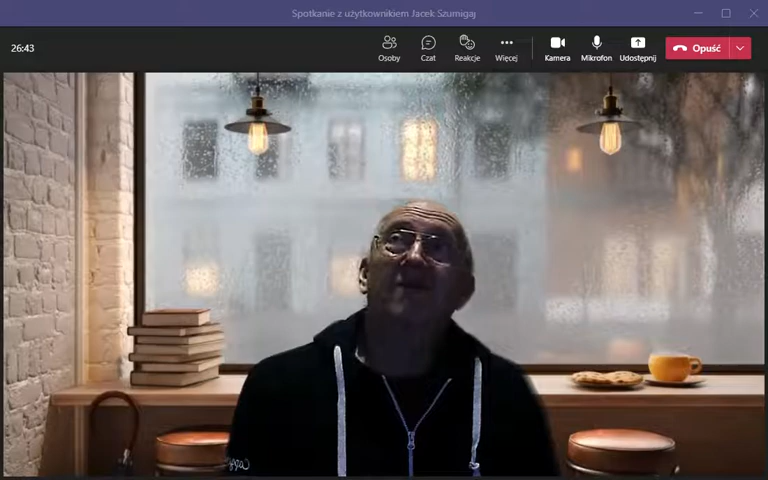 Spotkanie z użytkownikiem Jacek Szumigaj
26:43
Osoby
Czat
Reakcje
Więcej
Kamera
Mikrofon
Udostępnij
Opuść